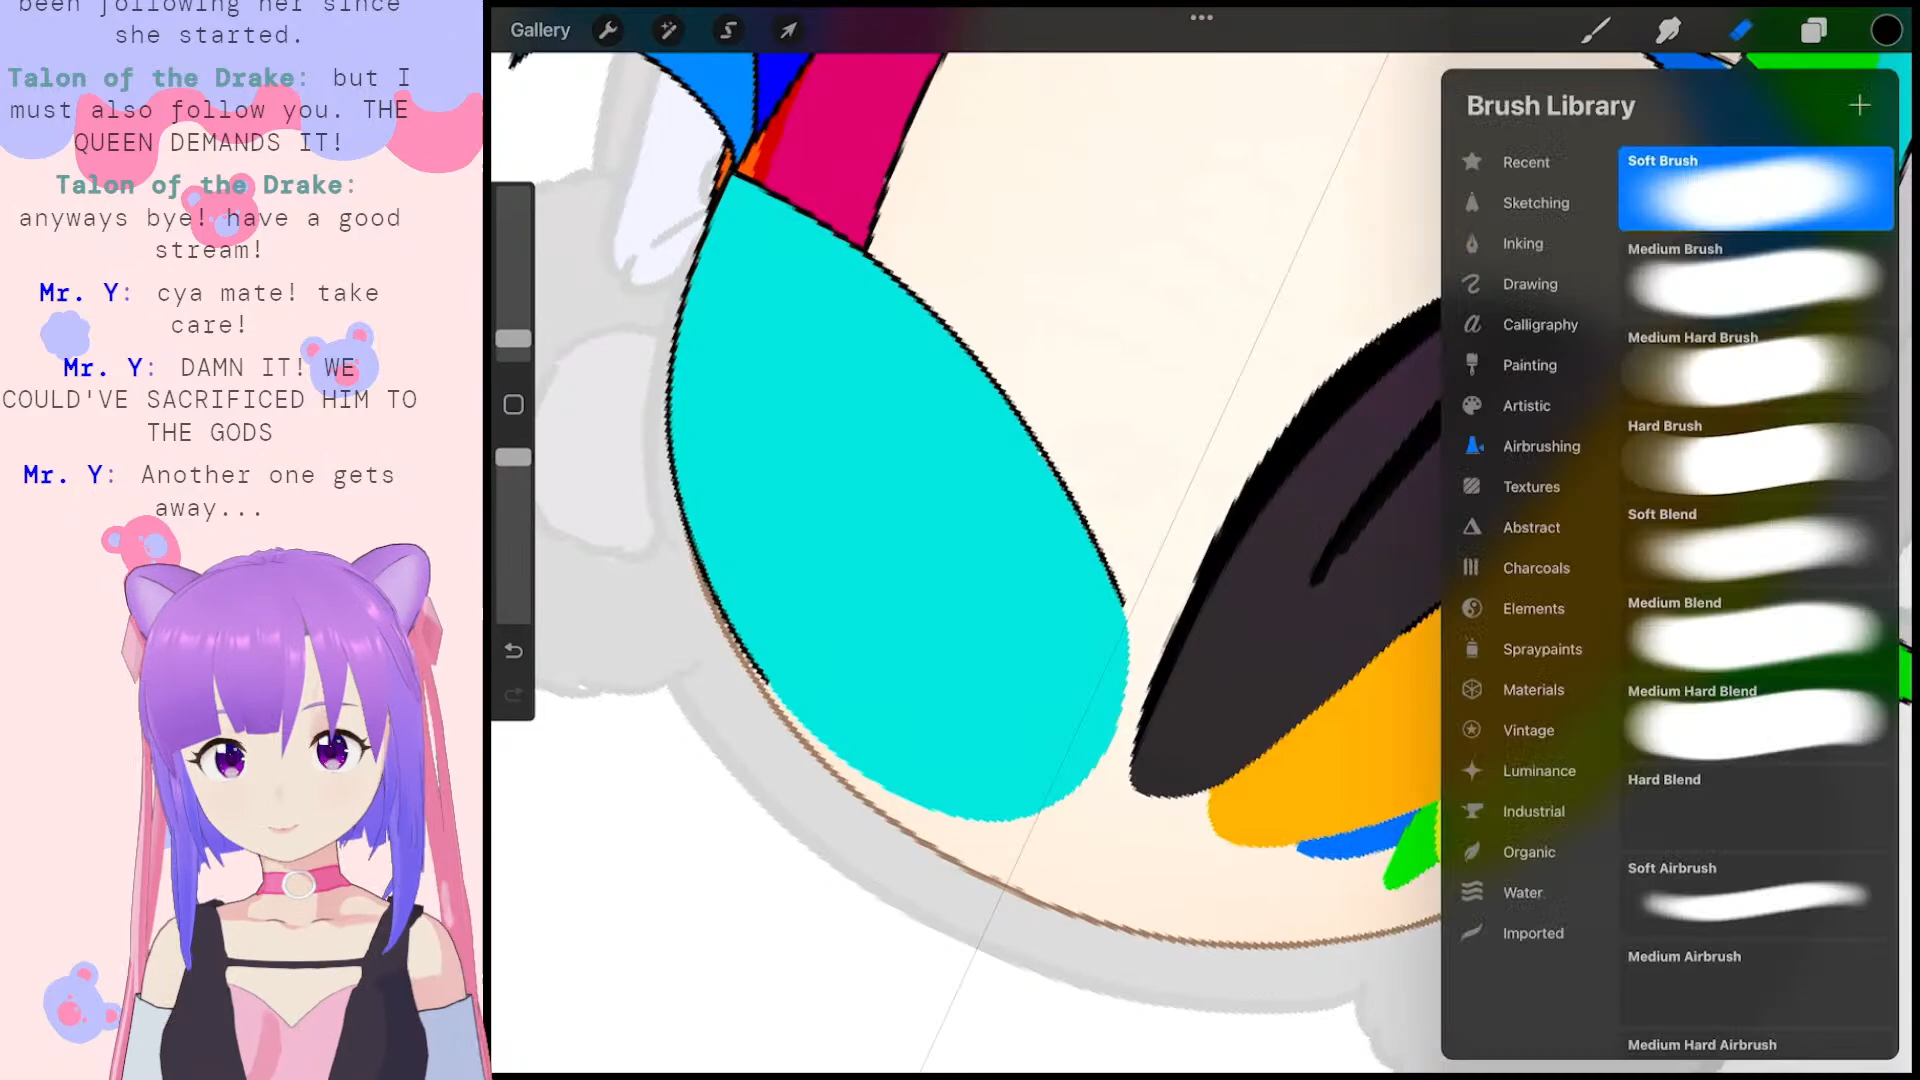 been following her since
she started.
Talon of the Drake: but I
must also follow you. THE
QUEEN DEMANDS IT!
Talon of the Drake:
anyways bye! have a good
stream!
Mr. Y: cya mate! take
care!
Mr. Y: DAMN IT! WE
COULD'VE SACRIFICED HIM TO
THE GODS
Mr. Y: Another one gets
away...
Gallery
Brush Library
Recent
Sketching
Inking
Drawing
Calligraphy
Painting
Artistic
Airbrushing
Textures
Abstract
Charcoals
Elements
Spraypaints
Materials
Vintage
Luminance
Industrial
Organic
Water
Imported
Soft Brush
Medium Brush
Medium Hard Brush
Hard Brush
Soft Blend
Medium Blend
Medium Hard Blend
Hard Blend
Soft Airbrush
Medium Airbrush
Medium Hard Airbrush